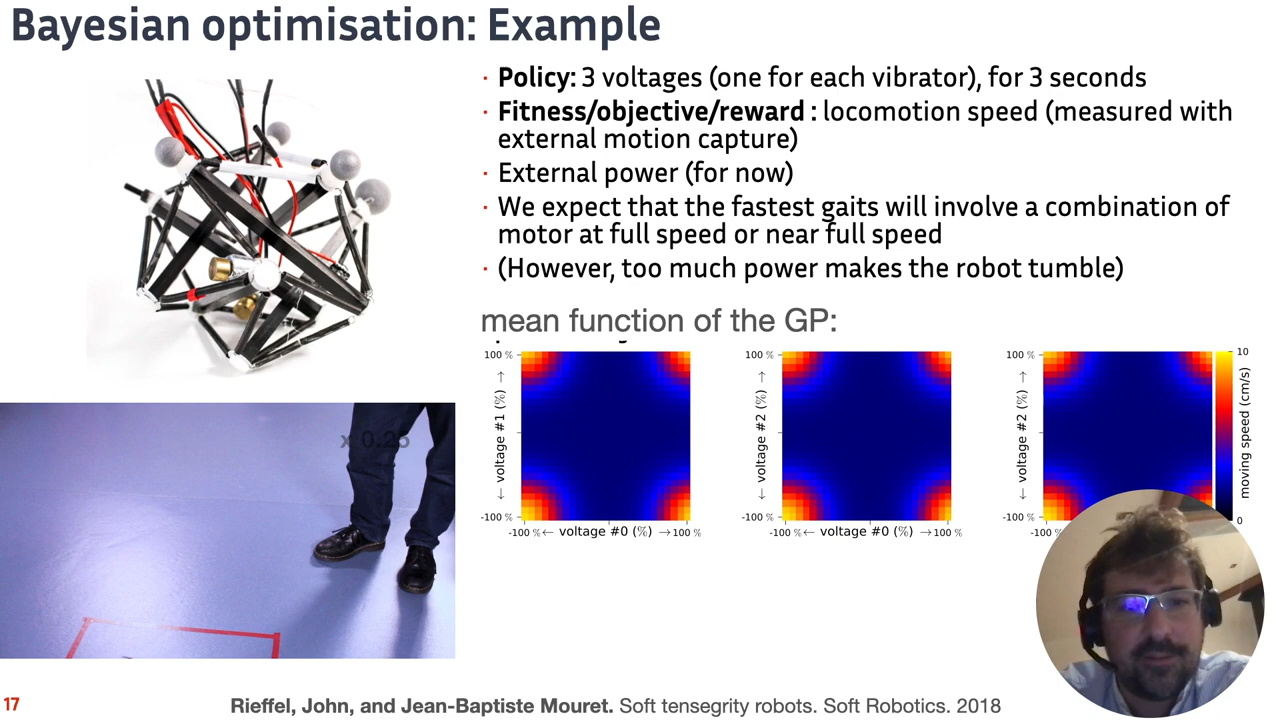 Bayesian optimisation: Example
· Policy: 3 voltages (one for each vibrator), for 3 seconds
· Fitness/objective/reward : locomotion speed (measured with
external motion capture)
· External power (for now)
· We expect that the fastest gaits will involve a combination of
motor at full speed or near full speed
· (However, too much power makes the robot tumble)
mean function of the GP:
100 %
← voltage #1 (%) →
-100 %
-100 % ← voltage #0 (%) → 100 %
100 %
← voltage #2 (%) →
-100 %
-100 % ← voltage #0 (%) → 100 %
100 %
← voltage #2 (%) →
-100 %
10
moving speed (cm/s)
0
x 0.25
17
Rieffel, John, and Jean-Baptiste Mouret. Soft tensegrity robots. Soft Robotics. 2018